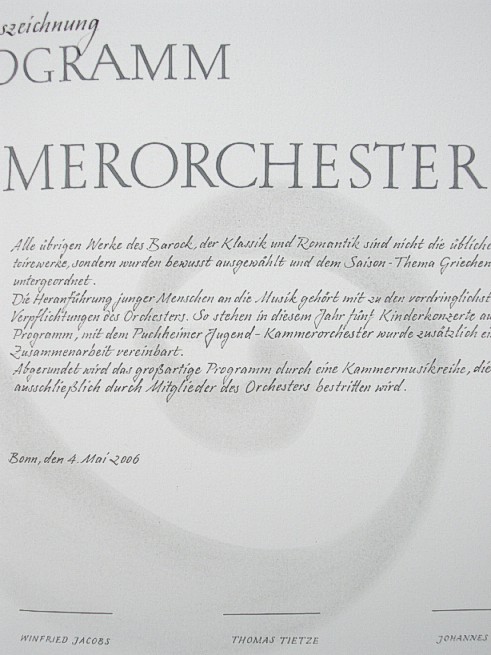 szeichnung
OGRAMM
MERORCHESTER
Alle übrigen Werke des Barock, der Klassik und Romantik sind nicht die übliche
toirewerke, sondern wurden bewusst ausgewählt und dem Saison-Thema Griechen
untergeordnet.
Die Heranführung junger Menschen an die Musik gehört mit zu den vordringlichst
Verpflichtungen des Orchesters. So stehen in diesem Jahr fünf Kinderkonzerte au
Programm, mit dem Puchheimer Jugend-Kammerorchester wurde zusätzlich ei
Zusammenarbeit vereinbart.
Abgerundet wird das großartige Programm durch eine Kammermusikreihe, die
ausschließlich durch Mitglieder des Orchesters bestritten wird.
Bonn, den 4. Mai 2006
WINFRIED JACOBS THOMAS TIETZE JOHANNES